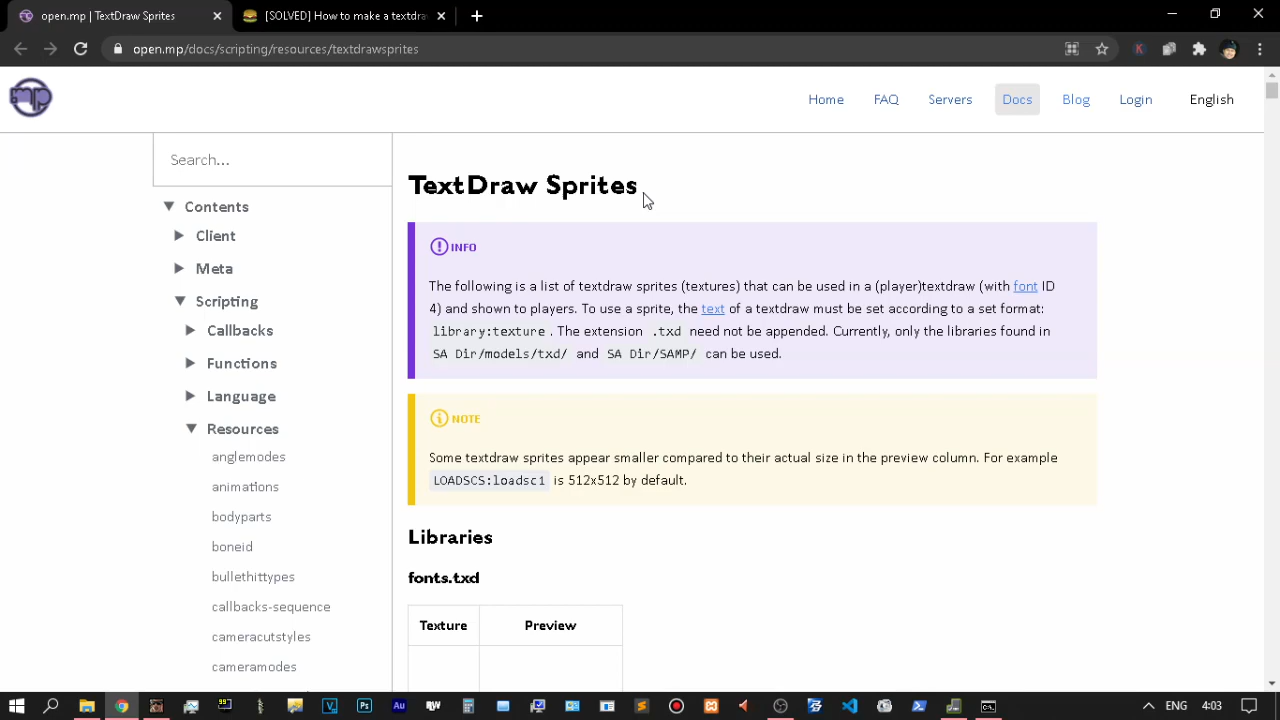 open.mp | TextDraw Sprites
[SOLVED] How to make a textdra
open.mp/docs/scripting/resources/textdrawsprites
mp
Home FAQ Servers Docs Blog Login English
Search...
Contents
Client
Meta
Scripting
Callbacks
Functions
Language
Resources
anglemodes
animations
bodyparts
boneid
bullethittypes
callbacks-sequence
cameracutstyles
cameramodes
TextDraw Sprites
INFO
The following is a list of textdraw sprites (textures) that can be used in a (player)textdraw (with font ID
4) and shown to players. To use a sprite, the text of a textdraw must be set according to a set format:
library:texture. The extension .txd need not be appended. Currently, only the libraries found in
SA Dir/models/txd/ and SA Dir/SAMP/ can be used.
NOTE
Some textdraw sprites appear smaller compared to their actual size in the preview column. For example
LOADSCS:loadsc1 is 512x512 by default.
Libraries
fonts.txd
Texture Preview
ENG 4:03